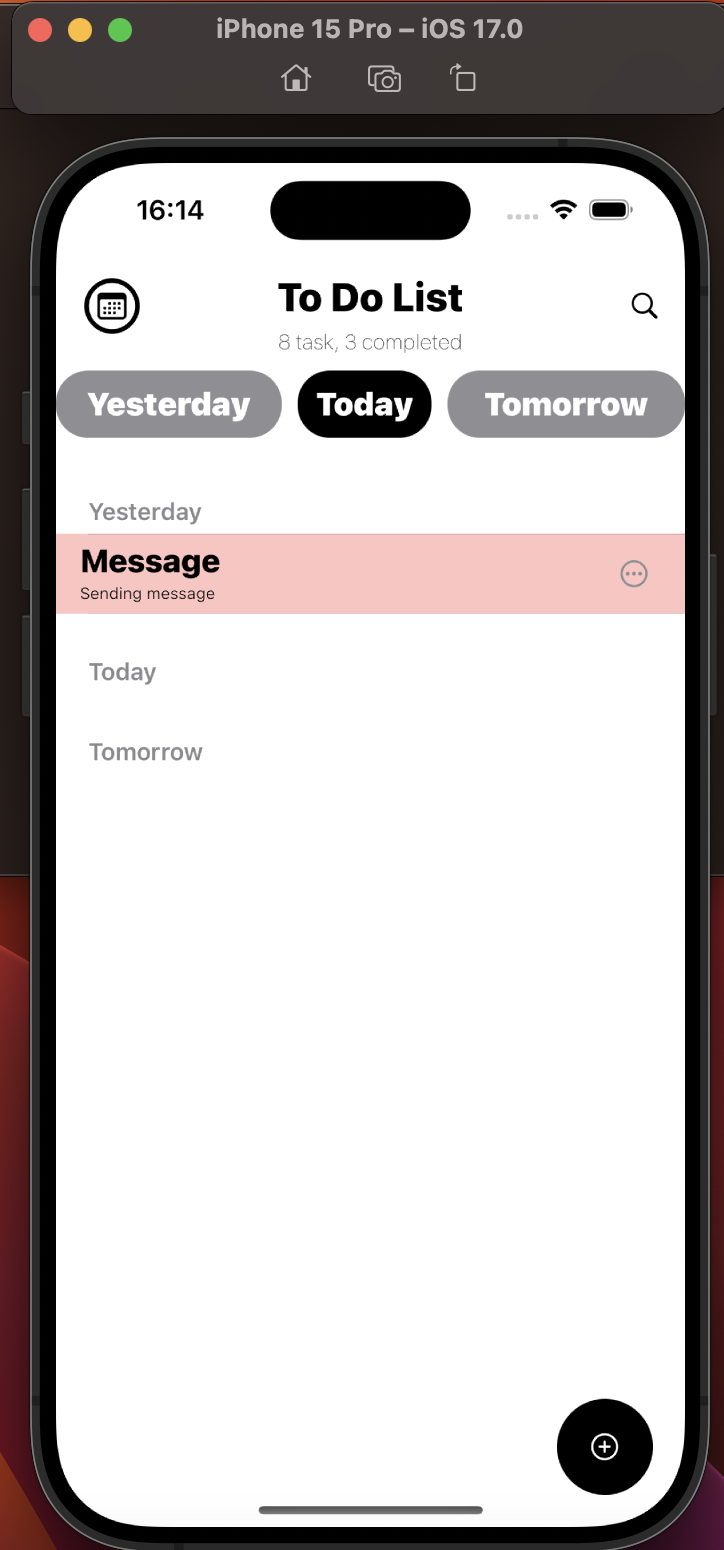 iPhone 15 Pro – iOS 17.0
16:14
To Do List
8 task, 3 completed
Yesterday
Today
Tomorrow
Yesterday
Message
Sending message
Today
Tomorrow